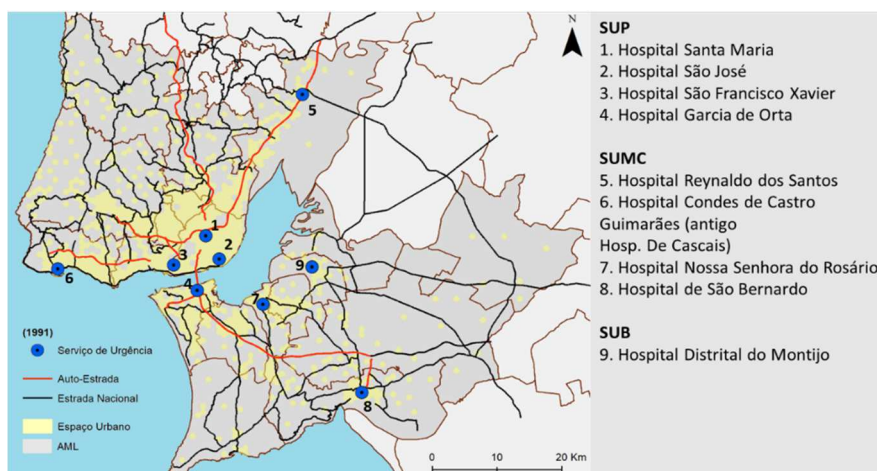 N
1
2
3
4
5
6
7
8
9
(1991)
Serviço de Urgência
Auto-Estrada
Estrada Nacional
Espaço Urbano
AML
0 10 20 Km
SUP
1. Hospital Santa Maria
2. Hospital São José
3. Hospital São Francisco Xavier
4. Hospital Garcia de Orta
SUMC
5. Hospital Reynaldo dos Santos
6. Hospital Condes de Castro
Guimarães (antigo
Hosp. De Cascais)
7. Hospital Nossa Senhora do Rosário
8. Hospital de São Bernardo
SUB
9. Hospital Distrital do Montijo